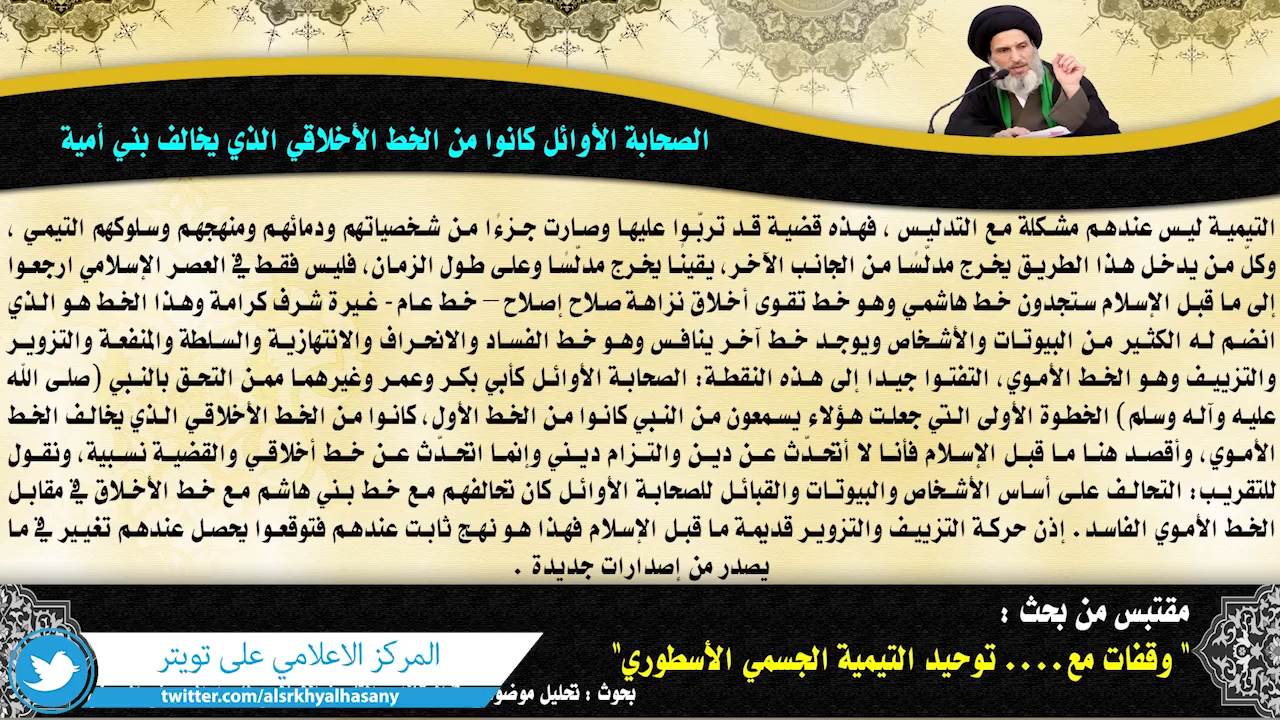 الصحابة الأوائل كانوا من الخط الأخلاقي الذي يخالف بني أمية
التيمية ليس عندهم مشكلة مع التدليس ، فهذه قضية قد تربّوا عليها وصارت جزءًا من شخصياتهم ودمائهم ومنهجهم وسلوكهم التيمي ،
وكلّ من يدخل هذا الطريق يخرج مدلّسًا من الجانب الآخر، يقينًا يخرج مدلّسًا وعلى طول الزمان، فليس فقط في العصر الإسلامي ارجعوا
إلى ما قبل الإسلام ستجدون خط هاشمي وهو خط تقوى أخلاق نزاهة صلاح إصلاح – خط عام- غيرة شرف كرامة وهذا الخط هو الذي
انضم له الكثير من البيوتات والأشخاص ويوجد خط آخر ينافس وهو خط الفساد والانحراف والانتهازية والسلطة والمنفعة والتزوير
والتزييف وهو الخط الأموي، التفتوا جيدا إلى هذه النقطة: الصحابة الأوائل كأبي بكر وعمر وغيرهما ممن التحق بالنبي (صلى الله
عليه وآله وسلم) الخطوة الأولى التي جعلت هؤلاء يسمعون من النبي كانوا من الخط الأول، كانوا من الخط الأخلاقي الذي يخالف الخط
الأموي، وأقصد هنا ما قبل الإسلام فأنا لا أتحدّث عن دين والتزام ديني وإنما اتحدّث عن خط أخلاقي والقضية نسبية، ونقول
للتقريب: التحالف على أساس الأشخاص والبيوتات والقبائل للصحابة الأوائل كان تحالفهم مع خط بني هاشم مع خط الأخلاق في مقابل
الخط الأموي الفاسد . إذن حركة التزييف والتزوير قديمة ما قبل الإسلام فهذا هو نهج ثابت عندهم فتوقعوا يحصل عندهم تغيير في ما
يصدر من إصدارات جديدة .
مقتبس من بحث :
" وقفات مع.... توحيد التيمية الجسمي الأسطوري"
بحوث : تحليل موضو
المركز الاعلامي على تويتر
twitter.com/alsrkhyalhasany